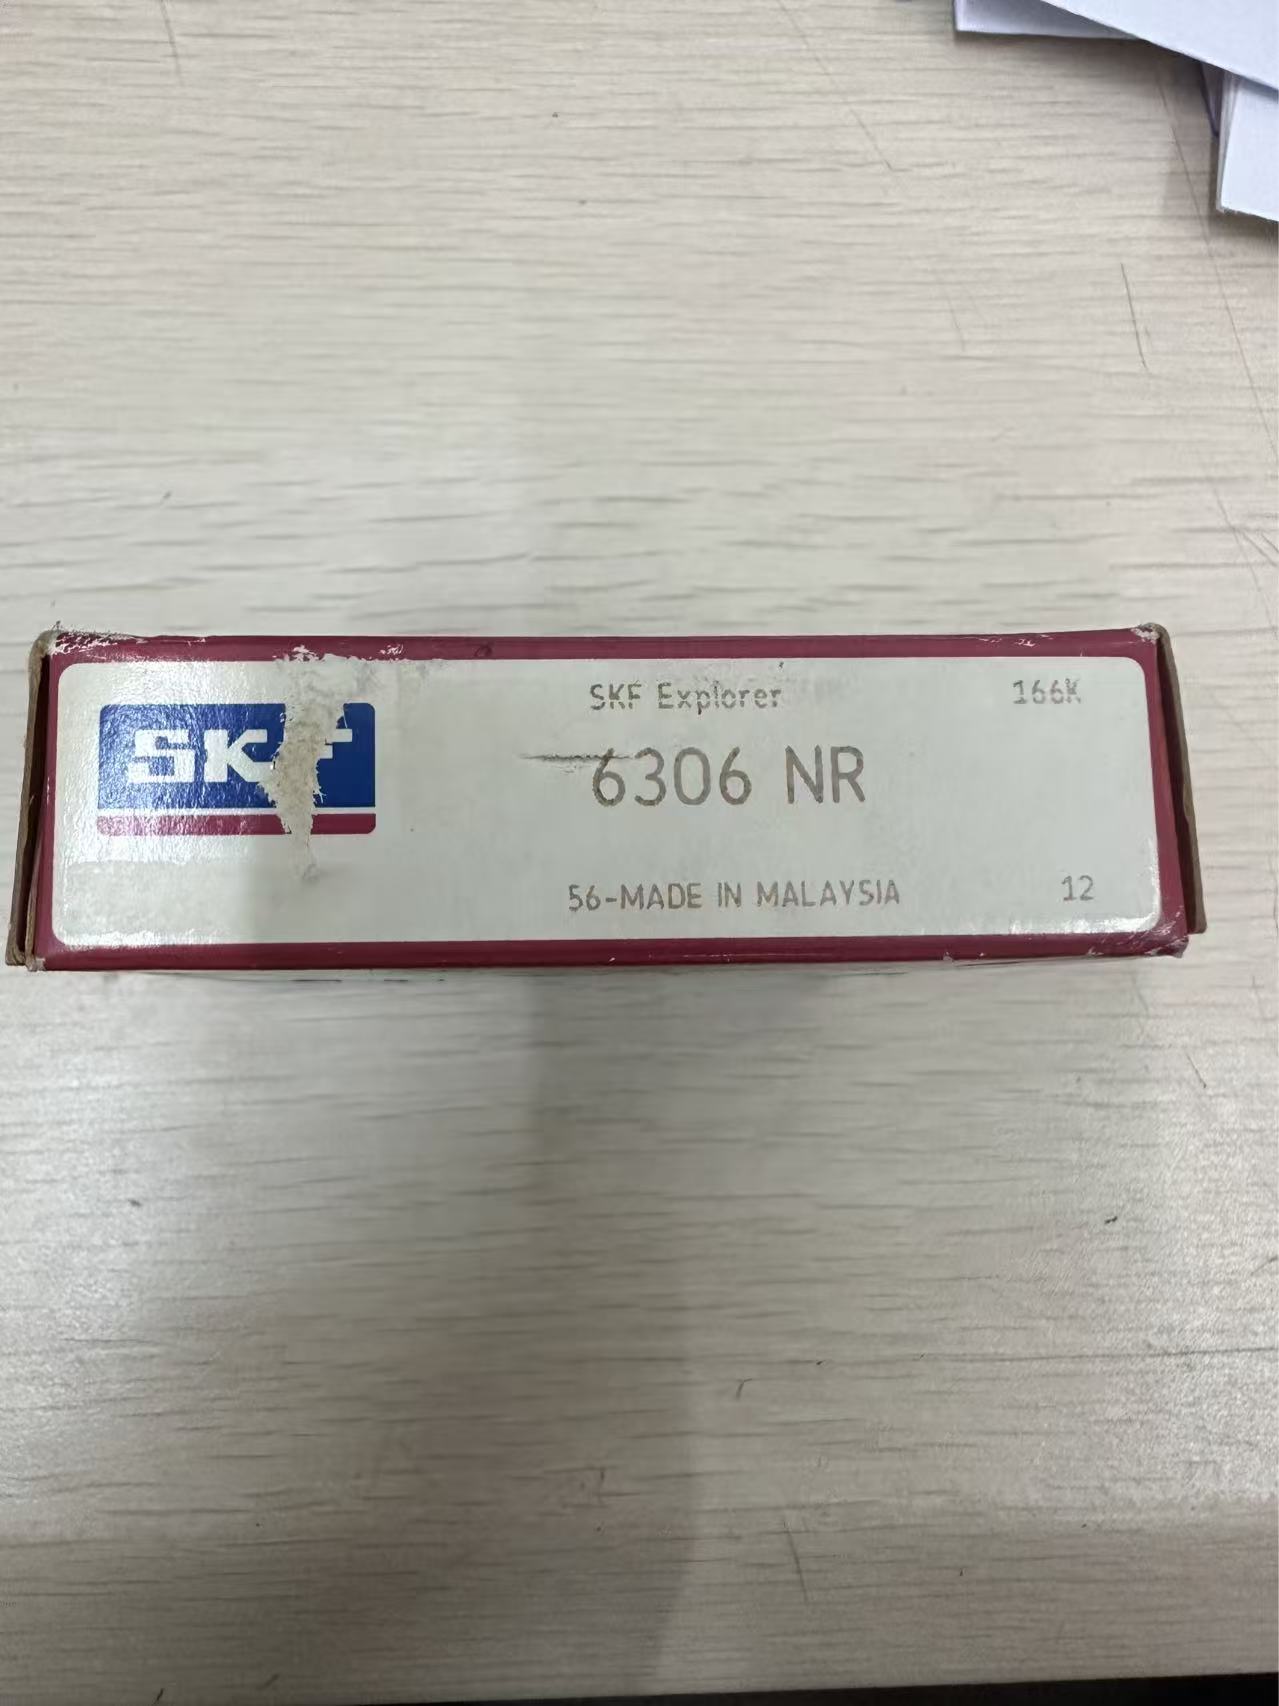 SKF
SKF Explorer 166K
6306 NR
56-MADE IN MALAYSIA 12